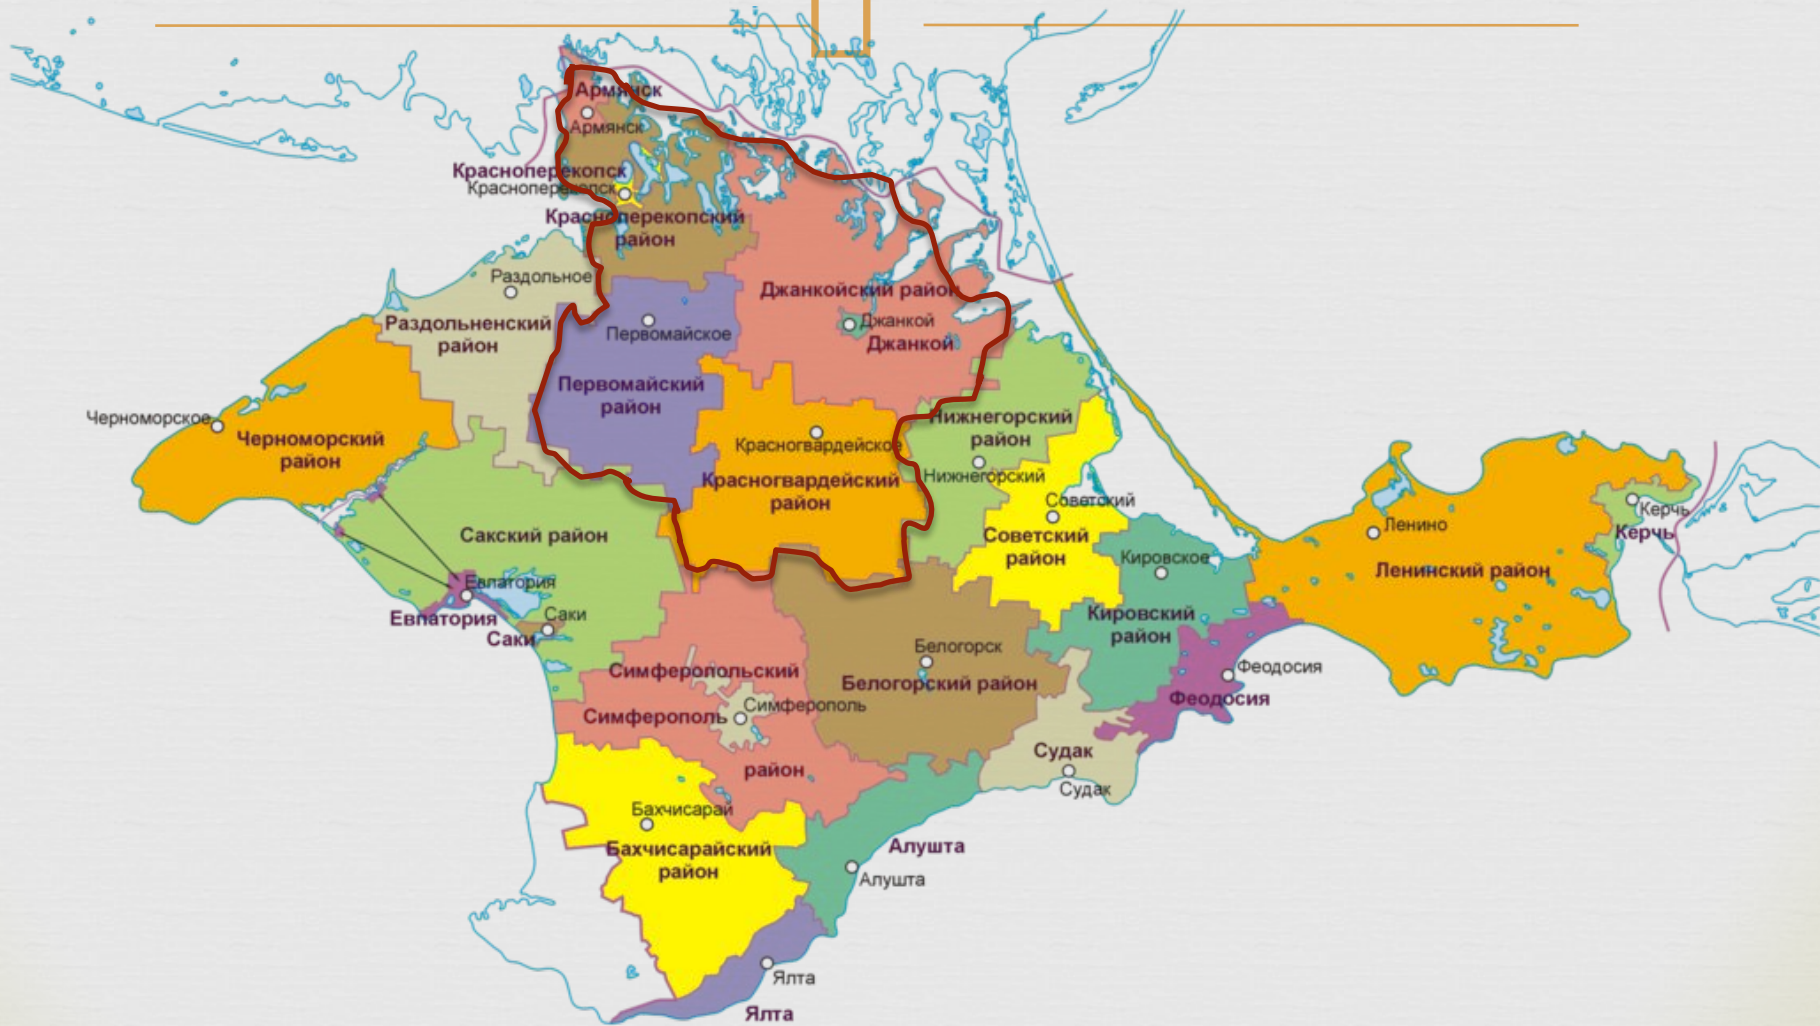 Армянск
Армянск
Красноперекопск
Красноперекопск
Красноперекопский
район
Раздольное
Раздольненский
район
Джанкойский район
Джанкой
Джанкой
Первомайское
Первомайский
район
Черноморское
Черноморский
район
Красногвардейское
Красногвардейский
район
Нижнегорский
район
Нижнегорский
Советский
Советский
район
Сакский район
Евпатория
Евпатория
Саки
Саки
Кировское
Кировский
район
Ленино
Ленинский район
Керчь
Керчь
Белогорск
Белогорский район
Симферопольский
Симферополь
Симферополь
район
Феодосия
Феодосия
Судак
Судак
Бахчисарай
Бахчисарайский
район
Алушта
Алушта
Ялта
Ялта